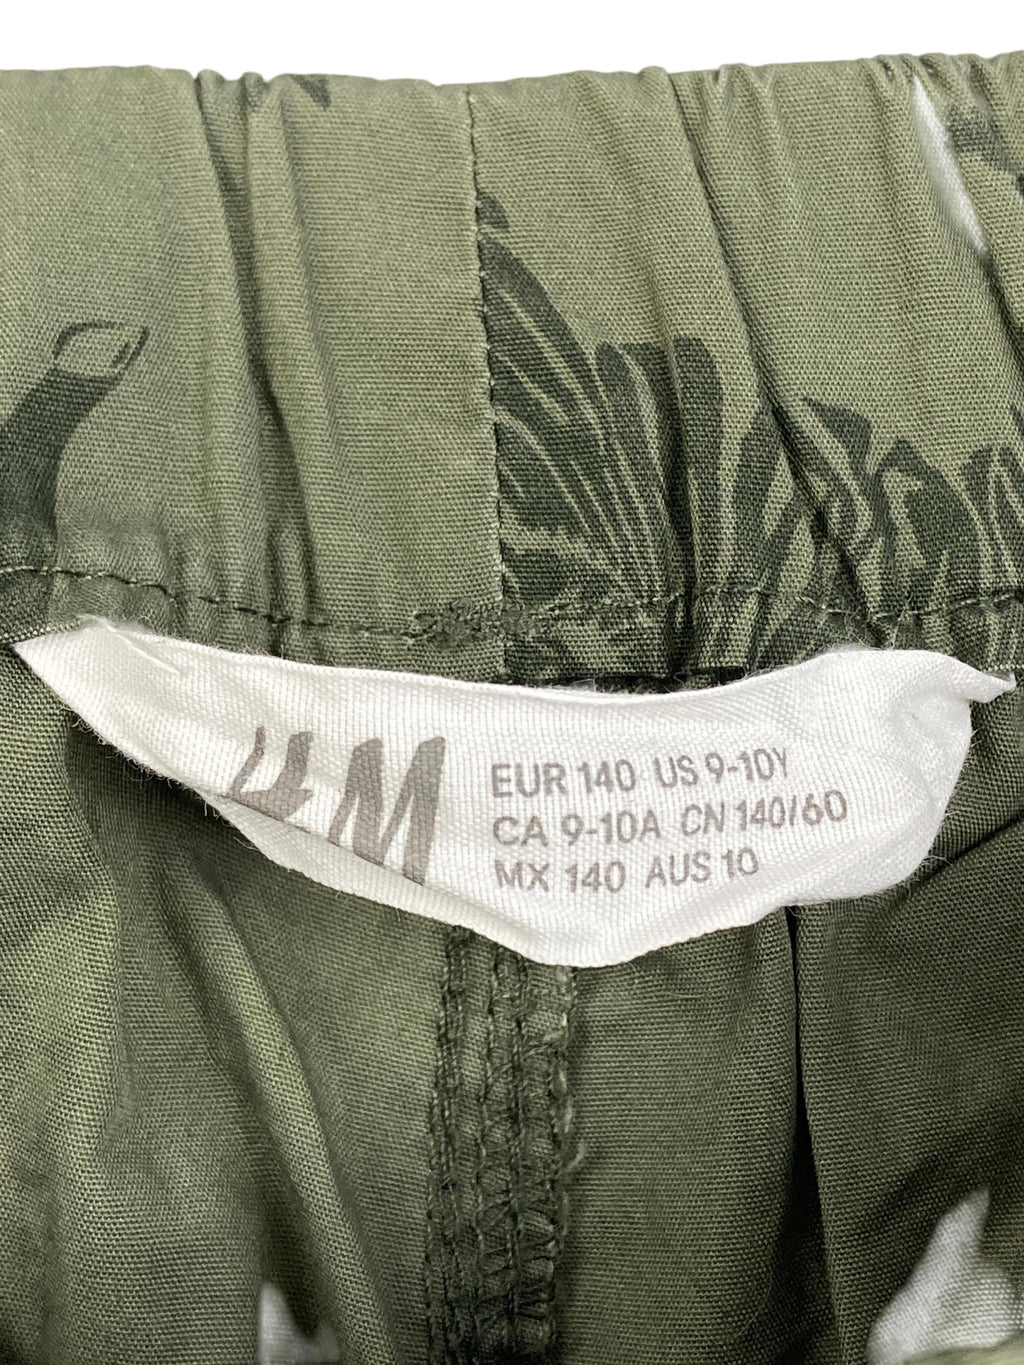 H&M
EUR 140 US 9-10Y
CA 9-10A CN 140/60
MX 140 AUS 10